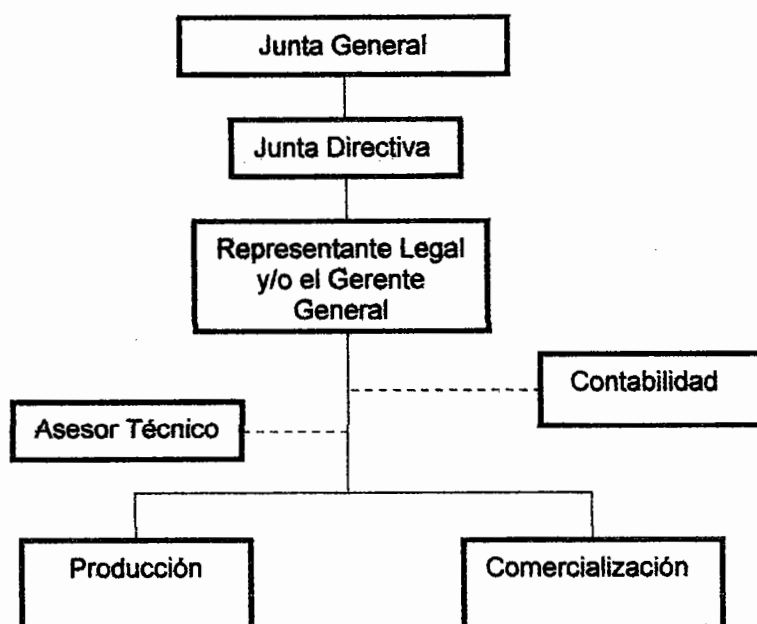 Junta General
Junta Directiva
Representante Legal
y/o el Gerente
General
Contabilidad
Asesor Técnico
Producción
Comercialización